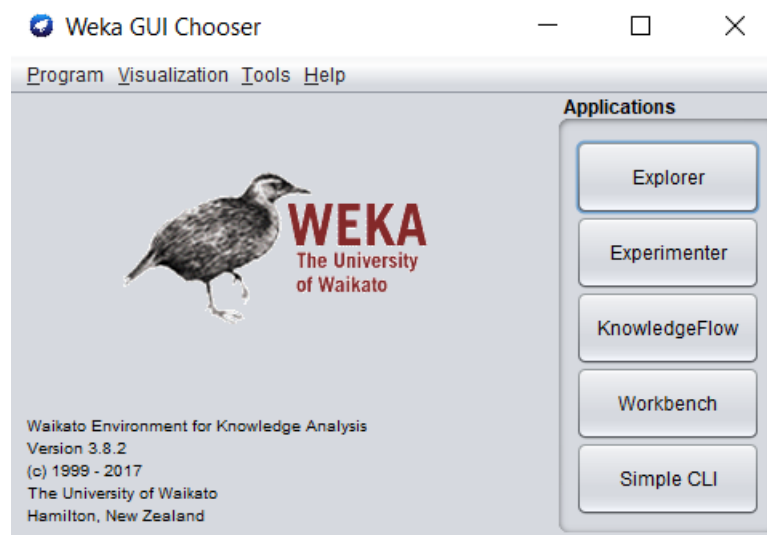 Weka GUI Chooser
Program Visualization Tools Help
Applications
Explorer
Experimenter
KnowledgeFlow
Workbench
Simple CLI
WEKA
The University
of Waikato
Waikato Environment for Knowledge Analysis
Version 3.8.2
(c) 1999 - 2017
The University of Waikato
Hamilton, New Zealand